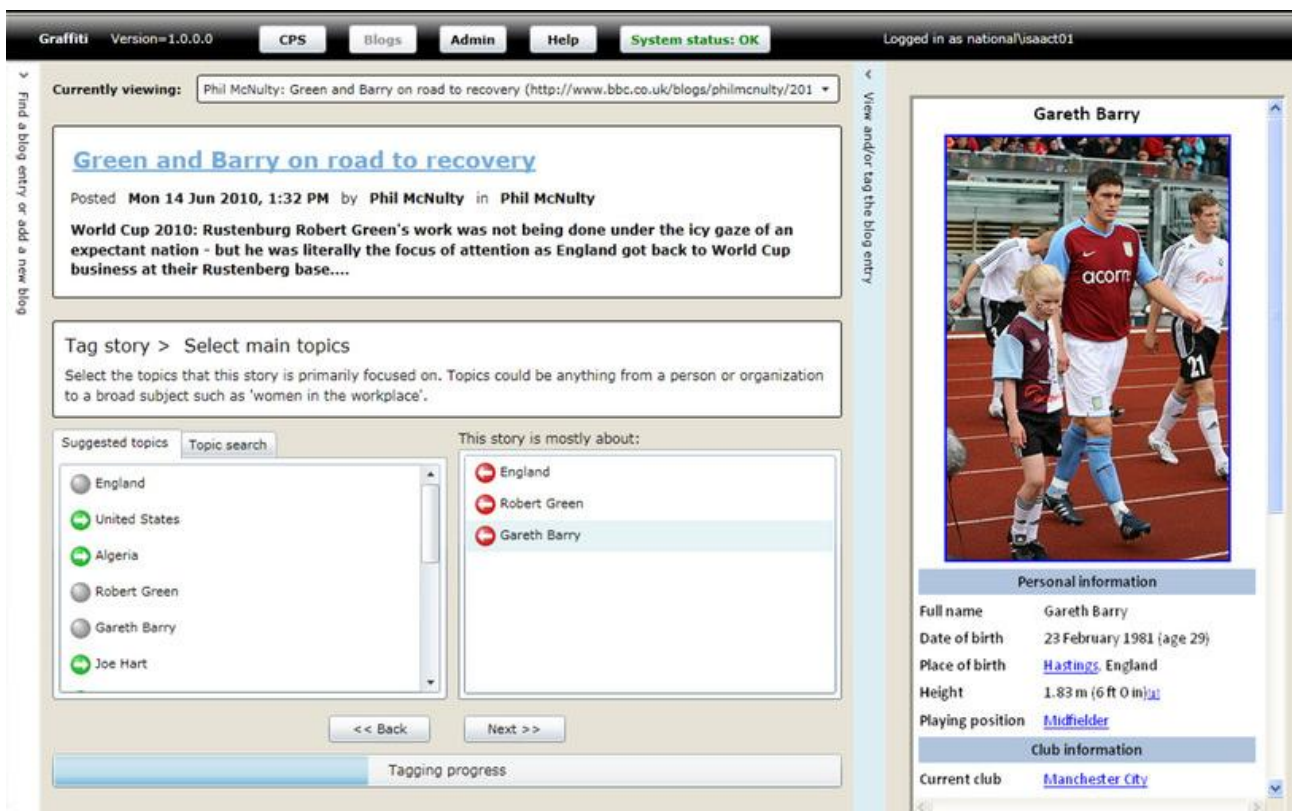 Graffiti Version=1.0.0.0 CPS Blogs Admin Help System status: OK Logged in as national\isaact01
Find a blog entry or add a new blog
Currently viewing: Phil McNulty: Green and Barry on road to recovery (http://www.bbc.co.uk/blogs/philmcnulty/201
Green and Barry on road to recovery
Posted Mon 14 Jun 2010, 1:32 PM by Phil McNulty in Phil McNulty
World Cup 2010: Rustenburg Robert Green's work was not being done under the icy gaze of an
expectant nation - but he was literally the focus of attention as England got back to World Cup
business at their Rustenberg base....
Tag story > Select main topics
Select the topics that this story is primarily focused on. Topics could be anything from a person or organization
to a broad subject such as 'women in the workplace'.
Suggested topics Topic search
England
United States
Algeria
Robert Green
Gareth Barry
Joe Hart
This story is mostly about:
England
Robert Green
Gareth Barry
<< Back Next >>
Tagging progress
View and/or tag the blog entry
Gareth Barry
acorns
21
Personal information
Full name Gareth Barry
Date of birth 23 February 1981 (age 29)
Place of birth Hastings, England
Height 1.83 m (6 ft 0 in)[1]
Playing position Midfielder
Club information
Current club Manchester City